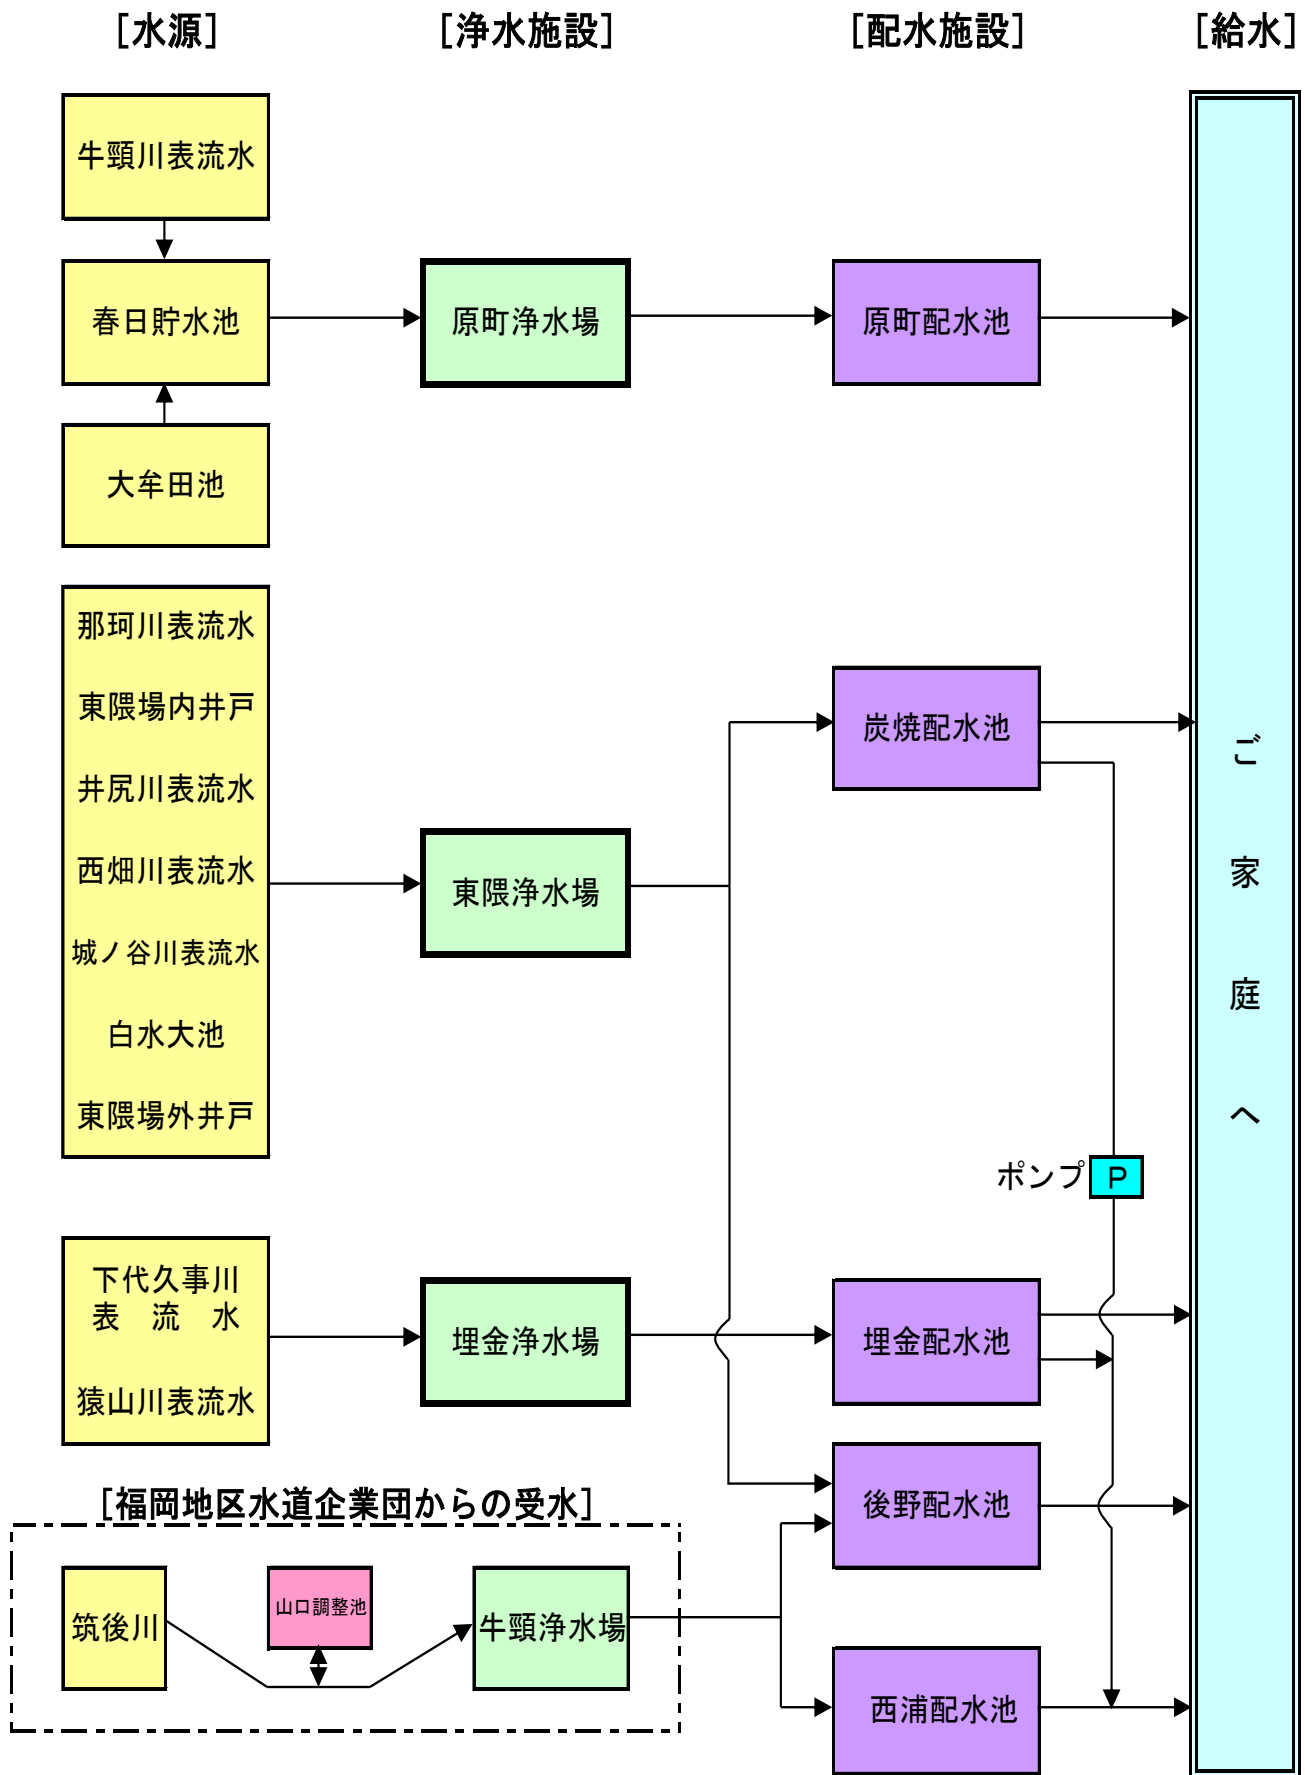 ［水源］
［浄水施設］
［配水施設］
［給水］
牛頸川表流水
春日貯水池
原町浄水場
原町配水池
大牟田池
那珂川表流水
東隈場内井戸
井尻川表流水
西畑川表流水
城ノ谷川表流水
白水大池
東隈場外井戸
東隈浄水場
炭焼配水池
ご
家
庭
へ
ポンプ
P
下代久事川
表　流　水
猿山川表流水
埋金浄水場
埋金配水池
後野配水池
［福岡地区水道企業団からの受水］
筑後川
山口調整池
牛頸浄水場
西浦配水池